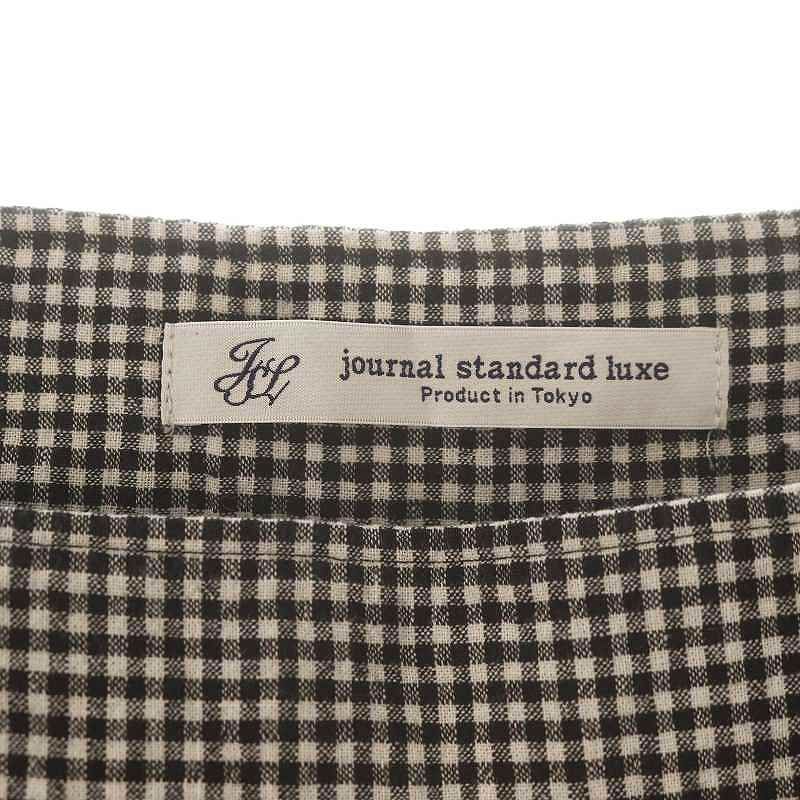 JSL
journal standard luxe
Product in Tokyo